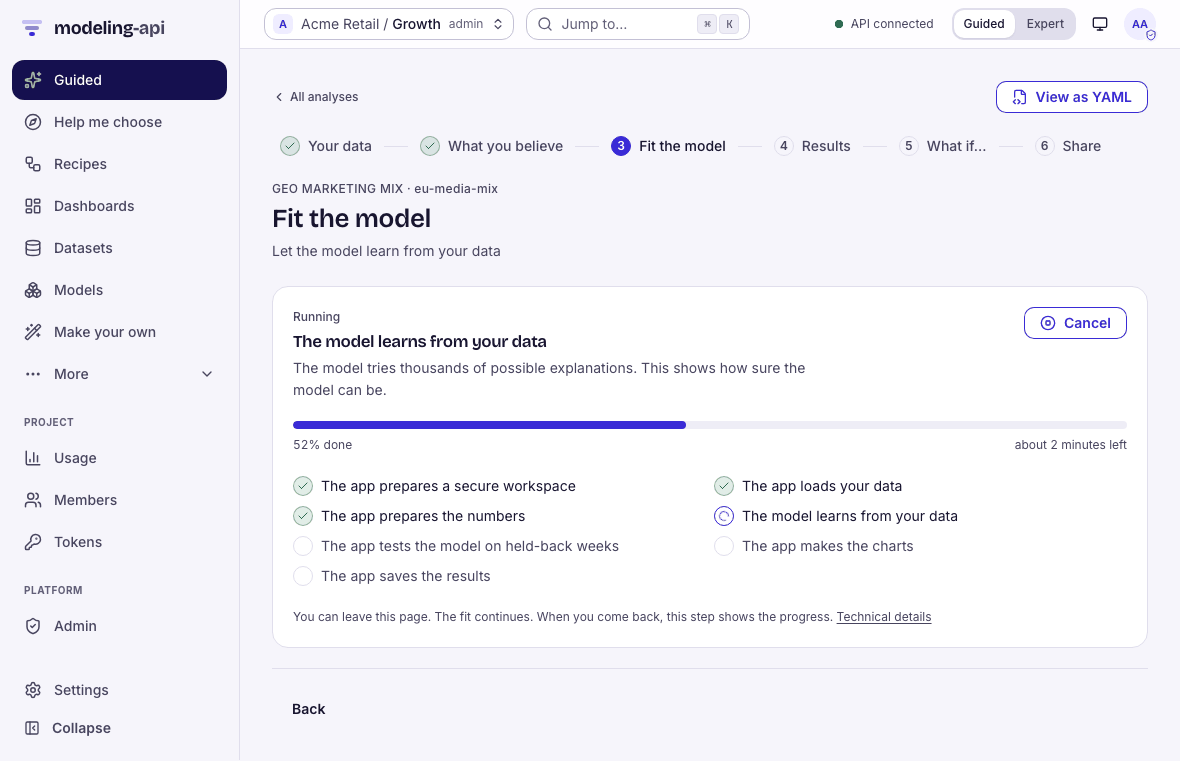 modeling-api
A Acme Retail / Growth admin
Jump to...
⌘ K
API connected
Guided Expert
AA
Guided
Help me choose
Recipes
Dashboards
Datasets
Models
Make your own
More
PROJECT
Usage
Members
Tokens
PLATFORM
Admin
Settings
Collapse
All analyses
View as YAML
Your data
What you believe
3 Fit the model
4 Results
5 What if...
6 Share
GEO MARKETING MIX · eu-media-mix
Fit the model
Let the model learn from your data
Running
Cancel
The model learns from your data
The model tries thousands of possible explanations. This shows how sure the
model can be.
52% done
about 2 minutes left
The app prepares a secure workspace
The app loads your data
The app prepares the numbers
The model learns from your data
The app tests the model on held-back weeks
The app makes the charts
The app saves the results
You can leave this page. The fit continues. When you come back, this step shows the progress. Technical details
Back